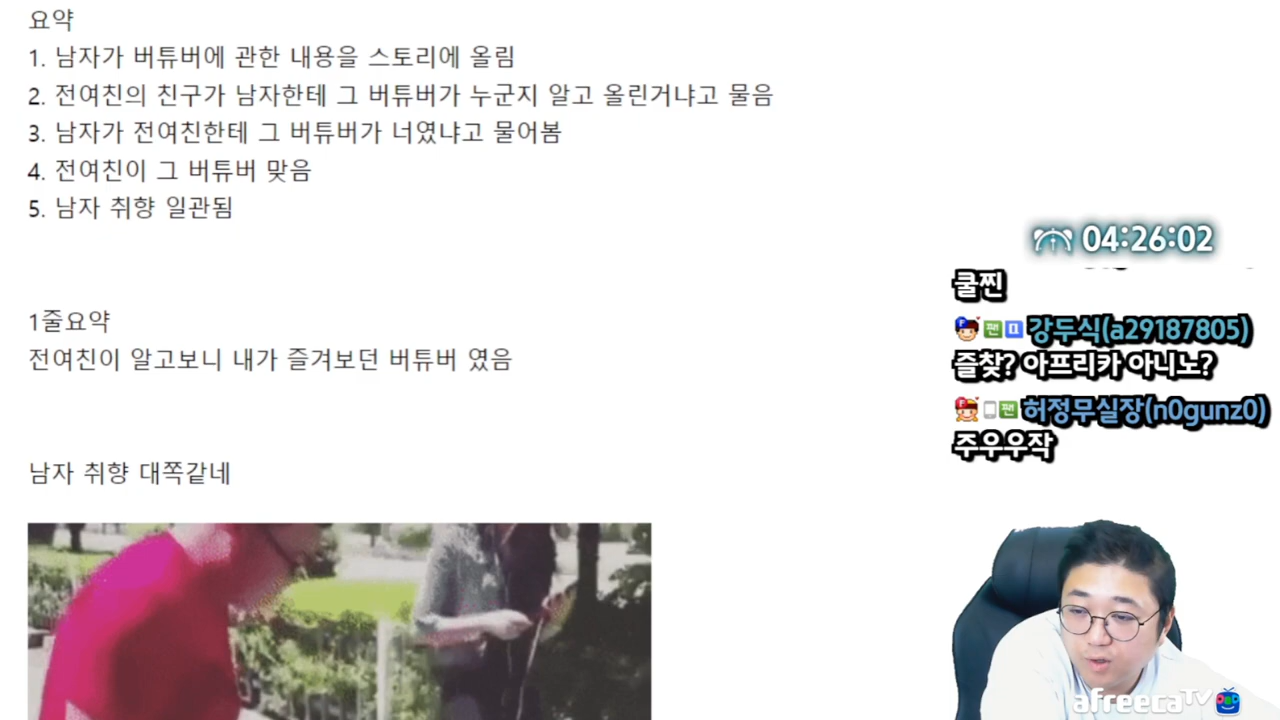 요약
1. 남자가 버튜버에 관한 내용을 스토리에 올림
2. 전여친의 친구가 남자한테 그 버튜버가 누군지 알고 올린거냐고 물음
3. 남자가 전여친한테 그 버튜버가 너였냐고 물어봄
4. 전여친이 그 버튜버 맞음
5. 남자 취향 일관됨
1줄요약
전여친이 알고보니 내가 즐겨보던 버튜버 였음
남자 취향 대쪽같네
04:26:02
쿨찐
강두식(a29187805)
즐찾? 아프리카 아니노?
허정무실장(n0gunz0)
주우우작
afreecaTV